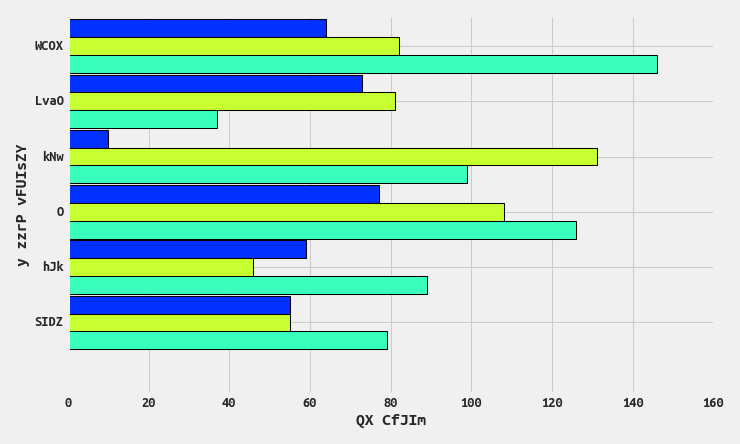 WCOX
LvaO
kNw
O
hJk
SIDZ
y zzrP vFUIsZY
0 20 40 60 80 100 120 140 160
QX CfJIm